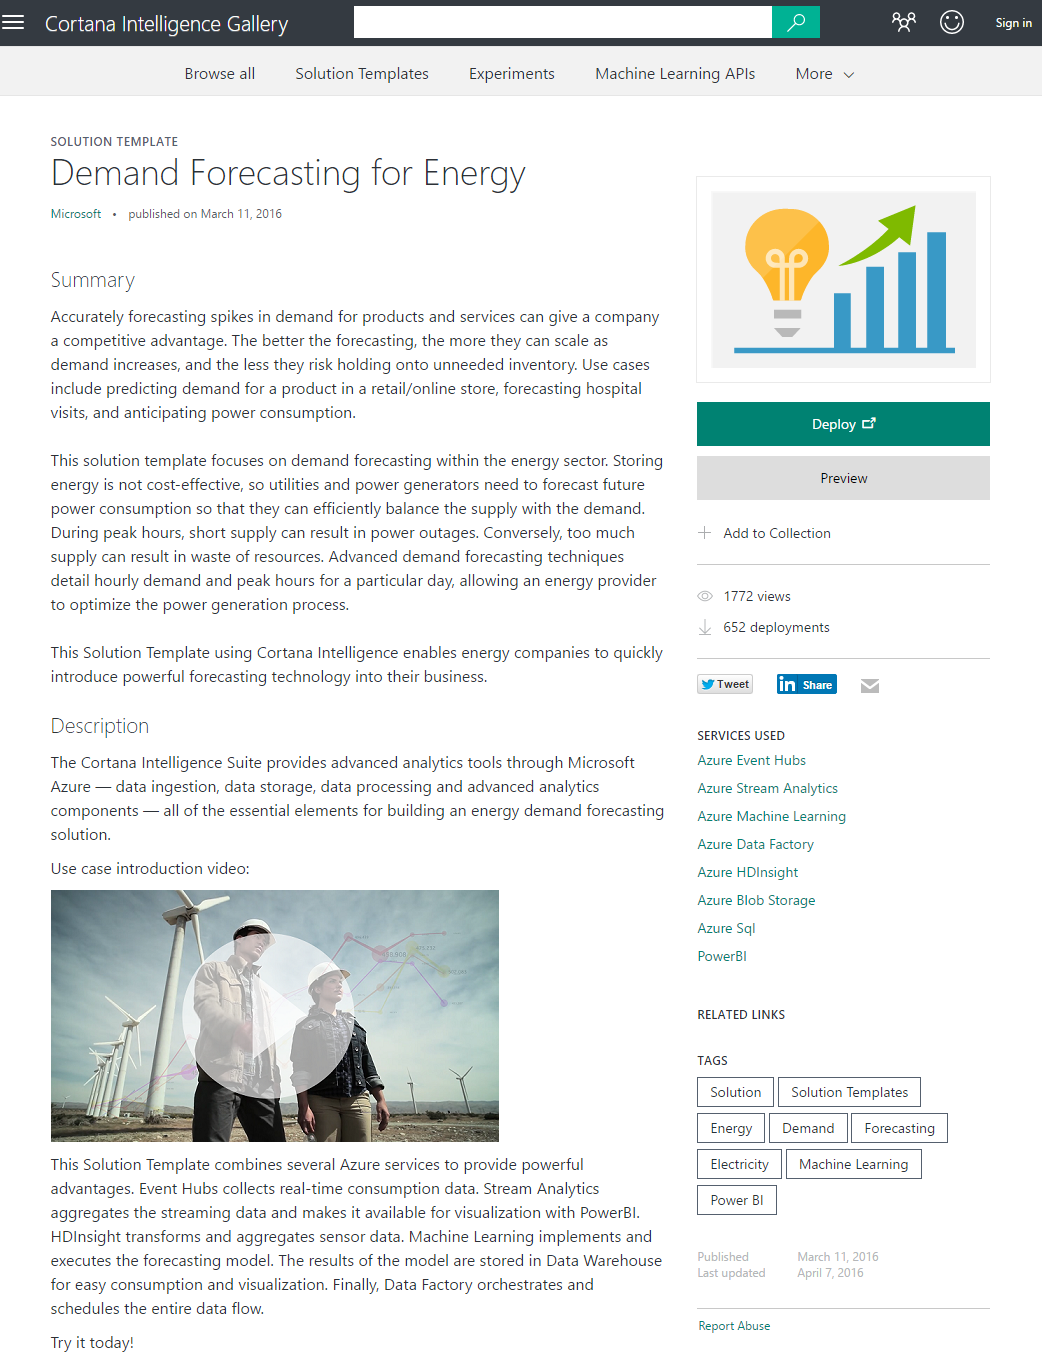 Cortana Intelligence Gallery
Sign in
Browse all
Solution Templates
Experiments
Machine Learning APIs
More
SOLUTION TEMPLATE
Demand Forecasting for Energy
Microsoft • published on March 11, 2016
Summary
Accurately forecasting spikes in demand for products and services can give a company
a competitive advantage. The better the forecasting, the more they can scale as
demand increases, and the less they risk holding onto unneeded inventory. Use cases
include predicting demand for a product in a retail/online store, forecasting hospital
visits, and anticipating power consumption.
This solution template focuses on demand forecasting within the energy sector. Storing
energy is not cost-effective, so utilities and power generators need to forecast future
power consumption so that they can efficiently balance the supply with the demand.
During peak hours, short supply can result in power outages. Conversely, too much
supply can result in waste of resources. Advanced demand forecasting techniques
detail hourly demand and peak hours for a particular day, allowing an energy provider
to optimize the power generation process.
This Solution Template using Cortana Intelligence enables energy companies to quickly
introduce powerful forecasting technology into their business.
Description
The Cortana Intelligence Suite provides advanced analytics tools through Microsoft
Azure — data ingestion, data storage, data processing and advanced analytics
components — all of the essential elements for building an energy demand forecasting
solution.
Use case introduction video:
This Solution Template combines several Azure services to provide powerful
advantages. Event Hubs collects real-time consumption data. Stream Analytics
aggregates the streaming data and makes it available for visualization with PowerBI.
HDInsight transforms and aggregates sensor data. Machine Learning implements and
executes the forecasting model. The results of the model are stored in Data Warehouse
for easy consumption and visualization. Finally, Data Factory orchestrates and
schedules the entire data flow.
Try it today!
Deploy
Preview
Add to Collection
1772 views
652 deployments
Tweet
in Share
SERVICES USED
Azure Event Hubs
Azure Stream Analytics
Azure Machine Learning
Azure Data Factory
Azure HDInsight
Azure Blob Storage
Azure Sql
PowerBI
RELATED LINKS
TAGS
Solution
Solution Templates
Energy
Demand
Forecasting
Electricity
Machine Learning
Power BI
Published March 11, 2016
Last updated April 7, 2016
Report Abuse